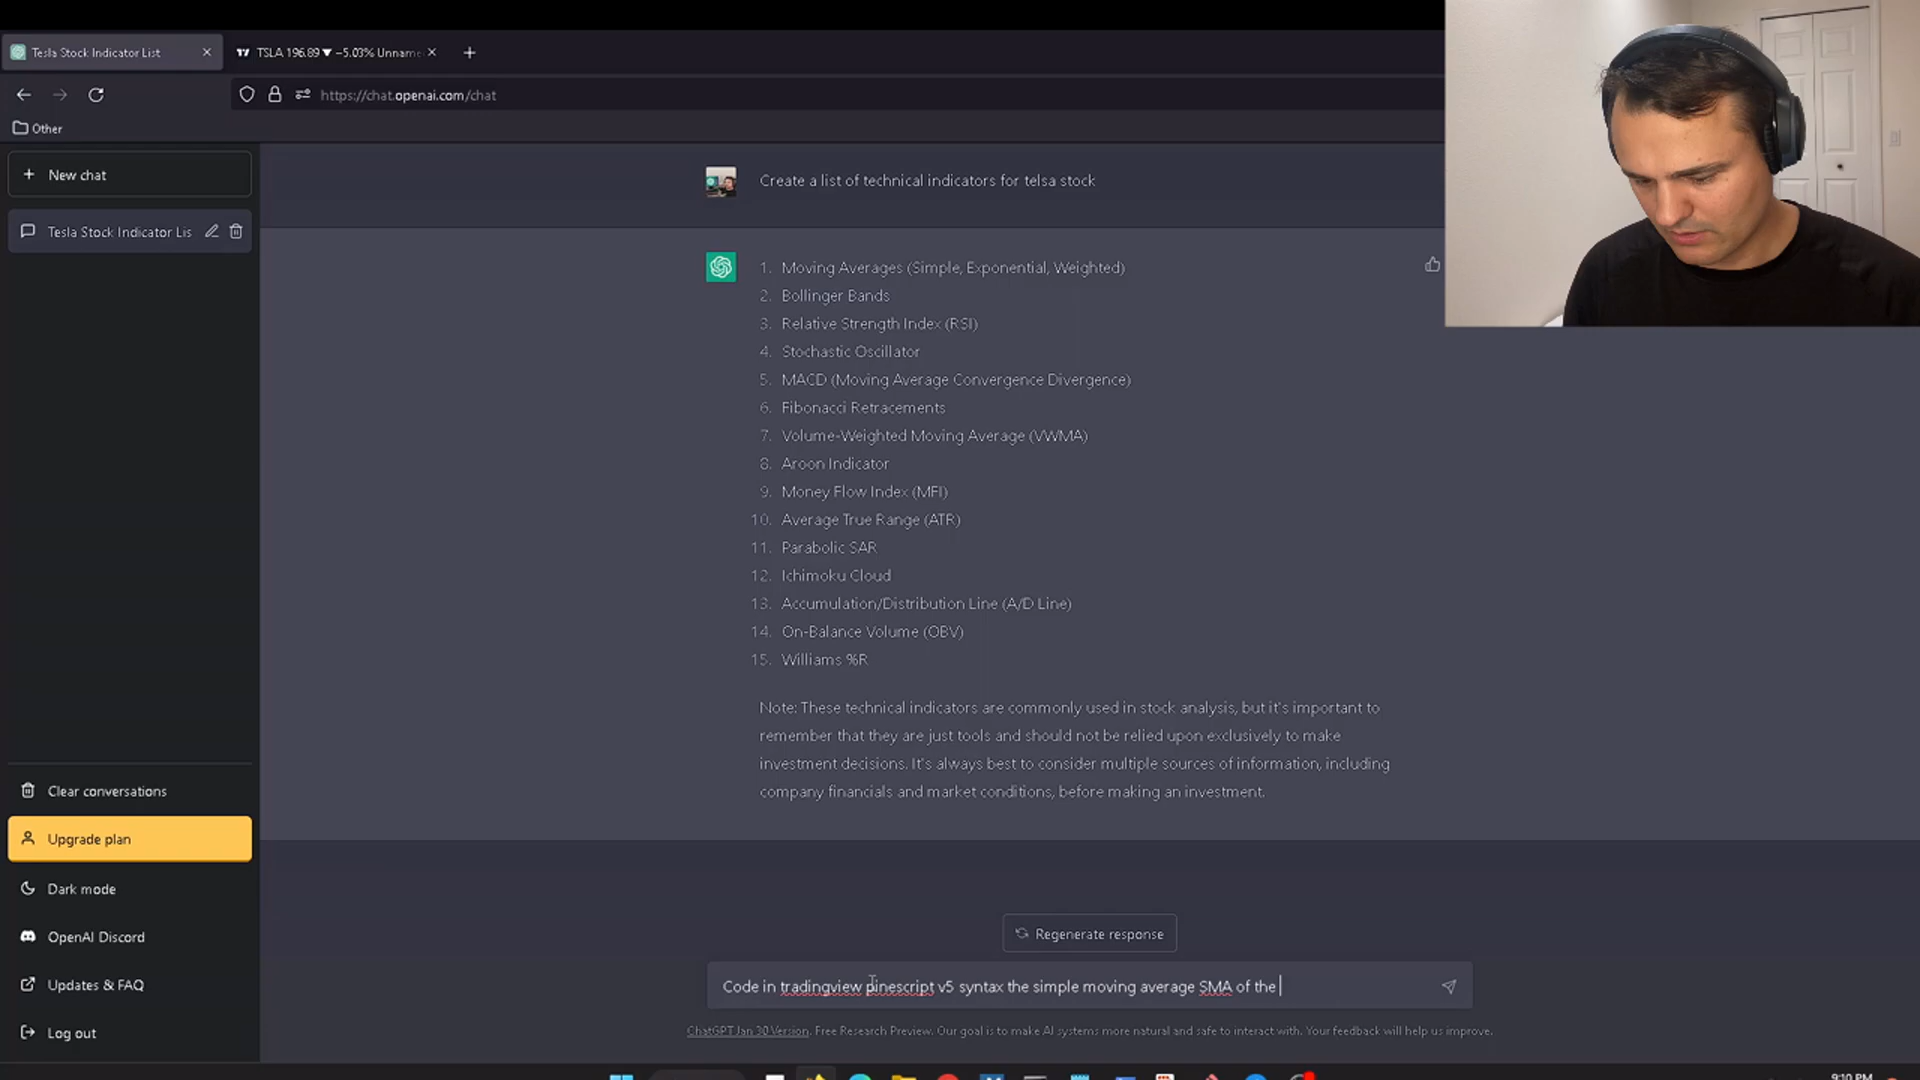 Tesla Stock Indicator List
TSLA 196.89 ▼ −5.03% Unname
https://chat.openai.com/chat
Other
New chat
Tesla Stock Indicator Lis
Create a list of technical indicators for telsa stock
1. Moving Averages (Simple, Exponential, Weighted)
2. Bollinger Bands
3. Relative Strength Index (RSI)
4. Stochastic Oscillator
5. MACD (Moving Average Convergence Divergence)
6. Fibonacci Retracements
7. Volume-Weighted Moving Average (VWMA)
8. Aroon Indicator
9. Money Flow Index (MFI)
10. Average True Range (ATR)
11. Parabolic SAR
12. Ichimoku Cloud
13. Accumulation/Distribution Line (A/D Line)
14. On-Balance Volume (OBV)
15. Williams %R
Note: These technical indicators are commonly used in stock analysis, but it's important to
remember that they are just tools and should not be relied upon exclusively to make
investment decisions. It's always best to consider multiple sources of information, including
company financials and market conditions, before making an investment.
Clear conversations
Upgrade plan
Dark mode
OpenAI Discord
Updates & FAQ
Log out
Regenerate response
Code in tradingview pinescript v5 syntax the simple moving average SMA of the
ChatGPT Jan 30 Version. Free Research Preview. Our goal is to make AI systems more natural and safe to interact with. Your feedback will help us improve.
9:10 PM